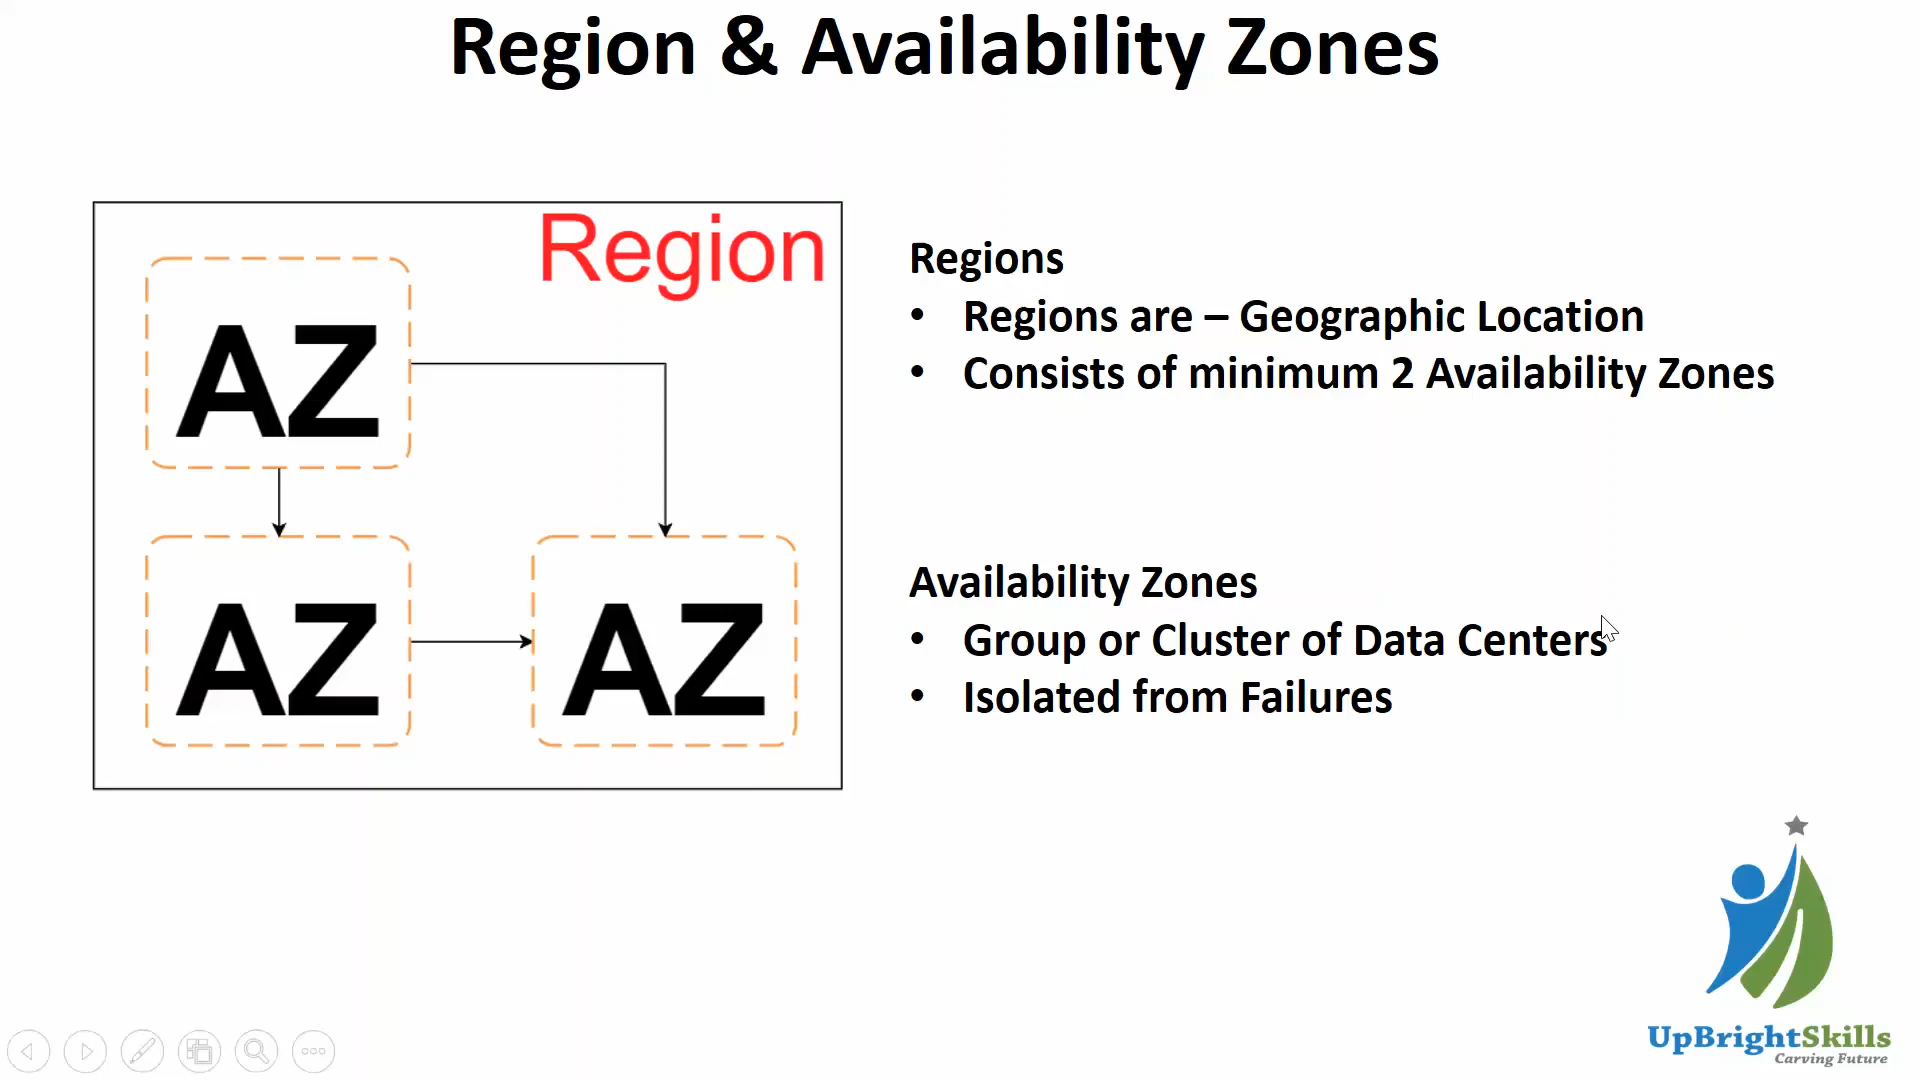 Region & Availability Zones
Region
AZ
AZ
AZ
Regions
• Regions are – Geographic Location
• Consists of minimum 2 Availability Zones
Availability Zones
• Group or Cluster of Data Centers
• Isolated from Failures
UpBrightSkills
Carving Future